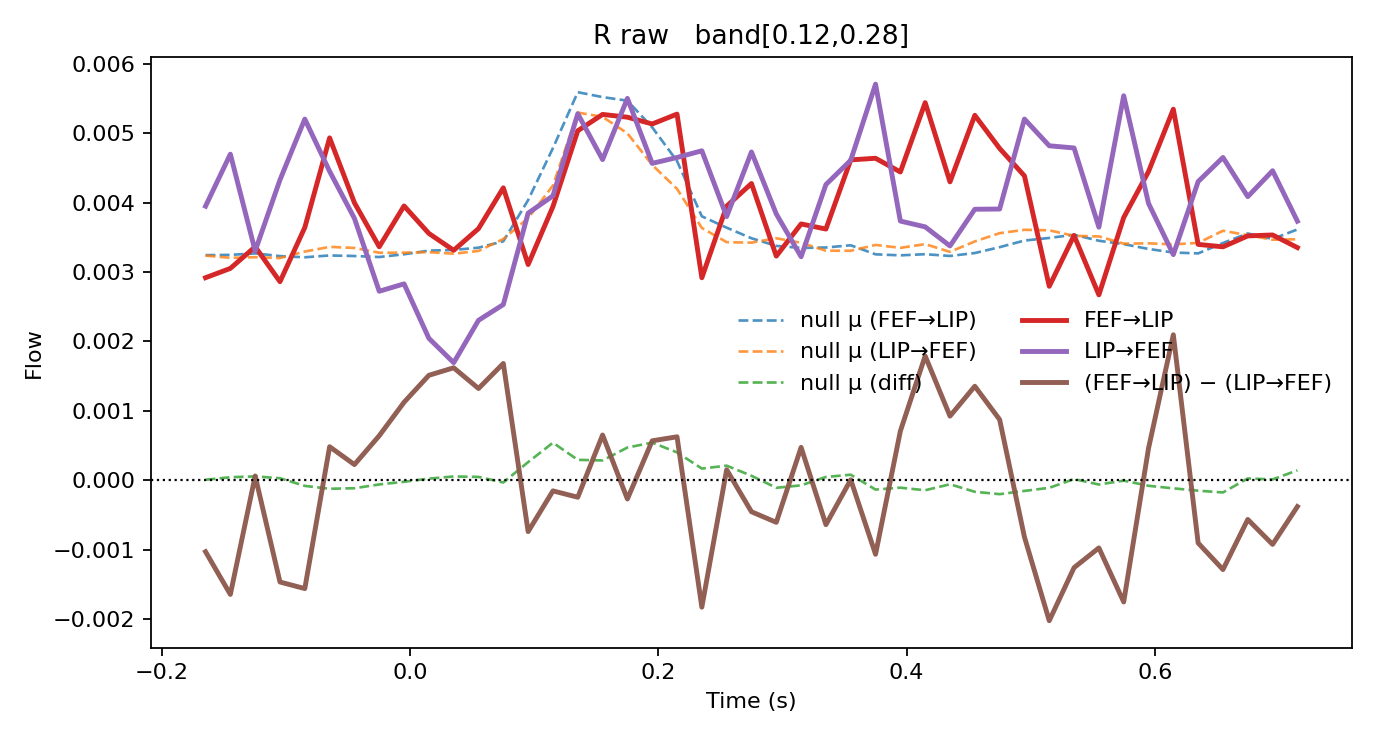 R raw   band[0.12,0.28]
0.006
0.005
0.004
0.003
0.002
0.001
0.000
−0.001
−0.002
Flow
null μ (FEF→LIP)
null μ (LIP→FEF)
null μ (diff)
FEF→LIP
LIP→FEF
(FEF→LIP) − (LIP→FEF)
−0.2 0.0 0.2 0.4 0.6
Time (s)